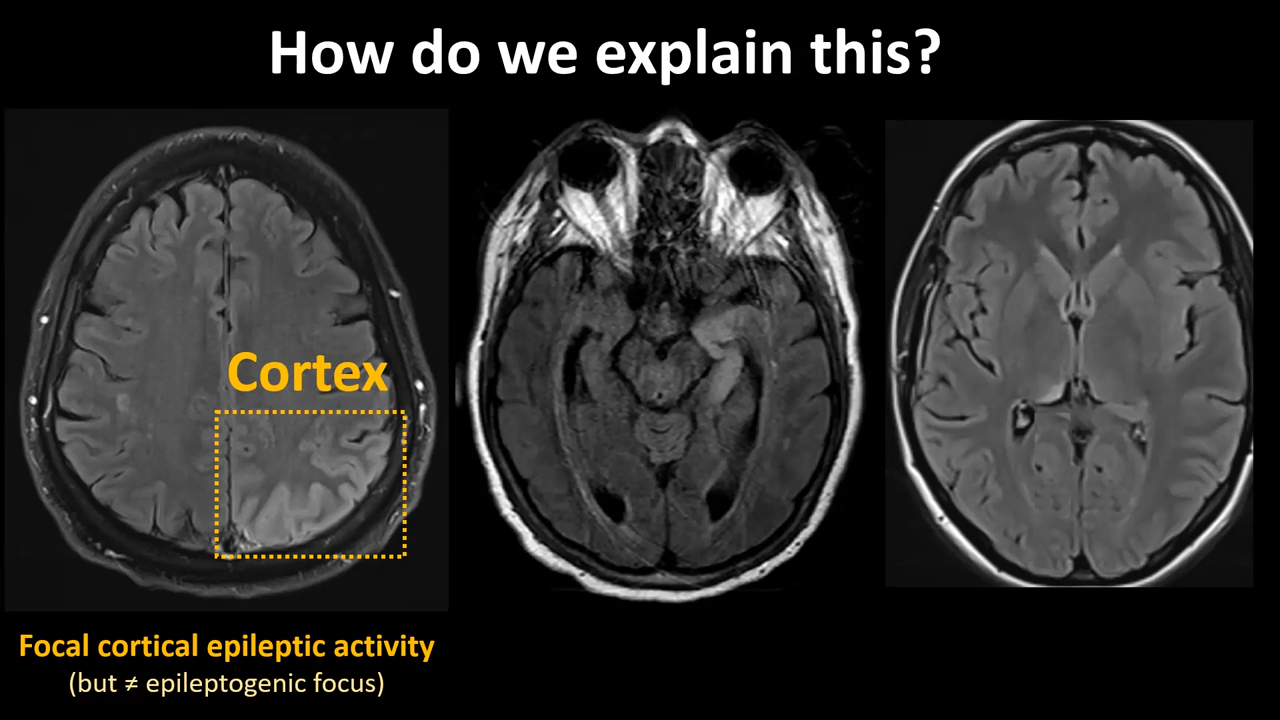 How do we explain this?
Cortex
Focal cortical epileptic activity
(but ≠ epileptogenic focus)